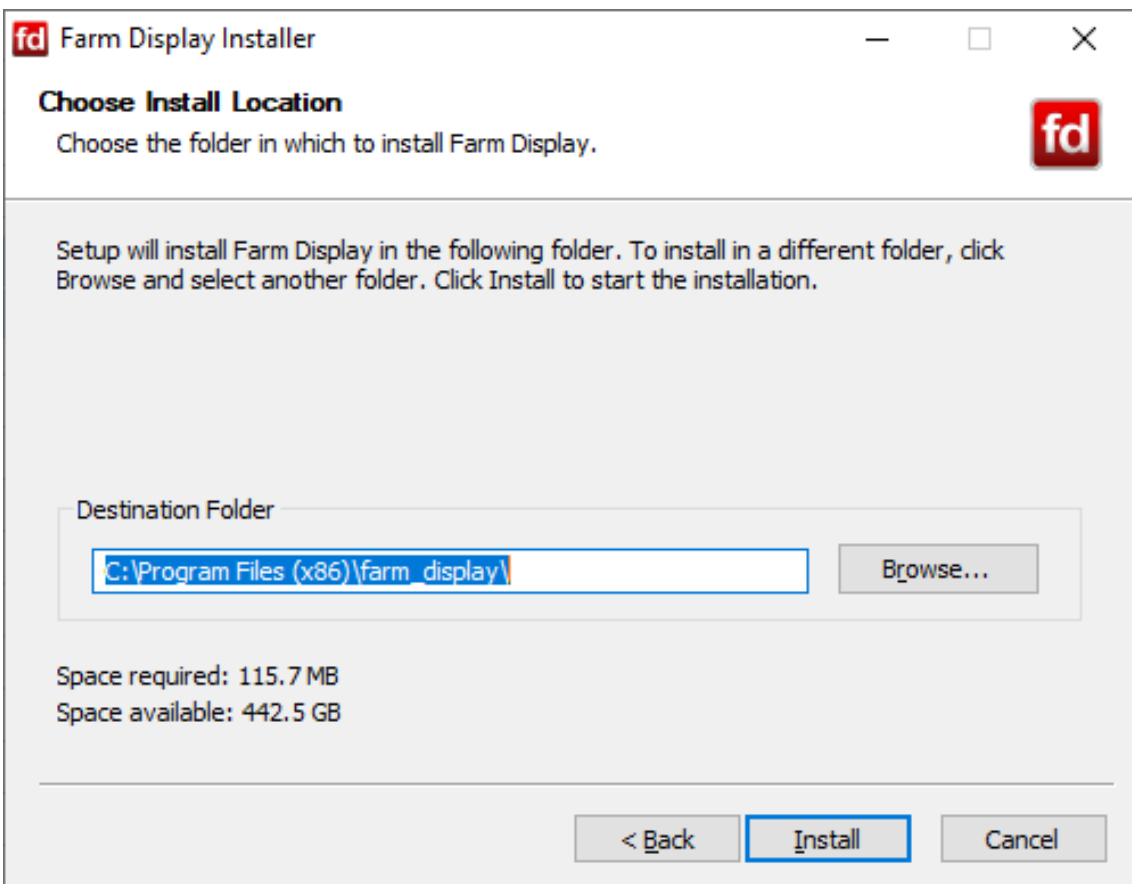 fd Farm Display Installer
Choose Install Location
Choose the folder in which to install Farm Display.
fd
Setup will install Farm Display in the following folder. To install in a different folder, click
Browse and select another folder. Click Install to start the installation.
Destination Folder
C:\Program Files (x86)\farm_display\
Browse...
Space required: 115.7 MB
Space available: 442.5 GB
< Back
Install
Cancel